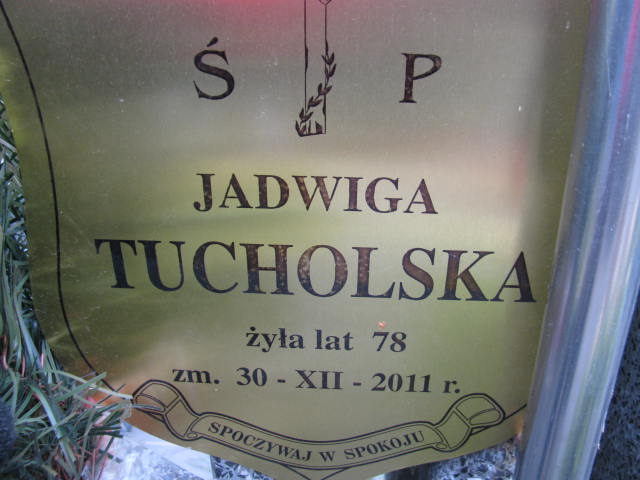 Ś P
JADWIGA
TUCHOLSKA
żyła lat 78
zm. 30 - XII - 2011 r.
SPOCZYWAJ W SPOKOJU